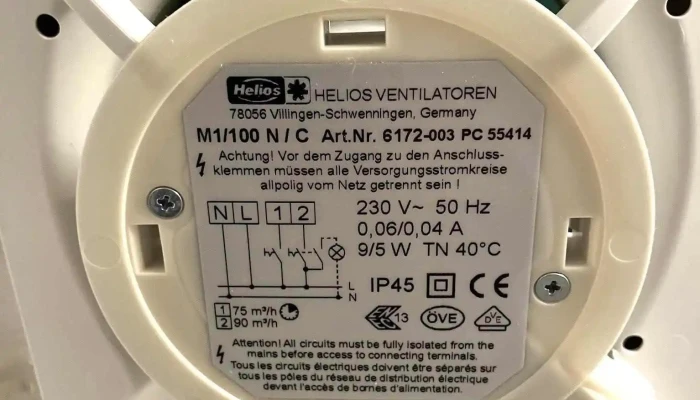 Helios HELIOS VENTILATOREN
78056 Villingen-Schwenningen, Germany
M1/100 N / C Art.Nr. 6172-003 PC 55414
Achtung! Vor dem Zugang zu den Anschluss-
klemmen müssen alle Versorgungsstromkreise
allpolig vom Netz getrennt sein !
N L 1 2
230 V~ 50 Hz
0,06/0,04 A
9/5 W TN 40°C
L
N
IP45 CE
1 75 m³/h
2 90 m³/h
13 ÖVE VDE
Attention! All circuits must be fully isolated from the
mains before access to connecting terminals.
Tous les circuits électriques doivent être séparés sur
tous les pôles du réseau de distribution électrique
devant l'accès de bornes d'alimentation.